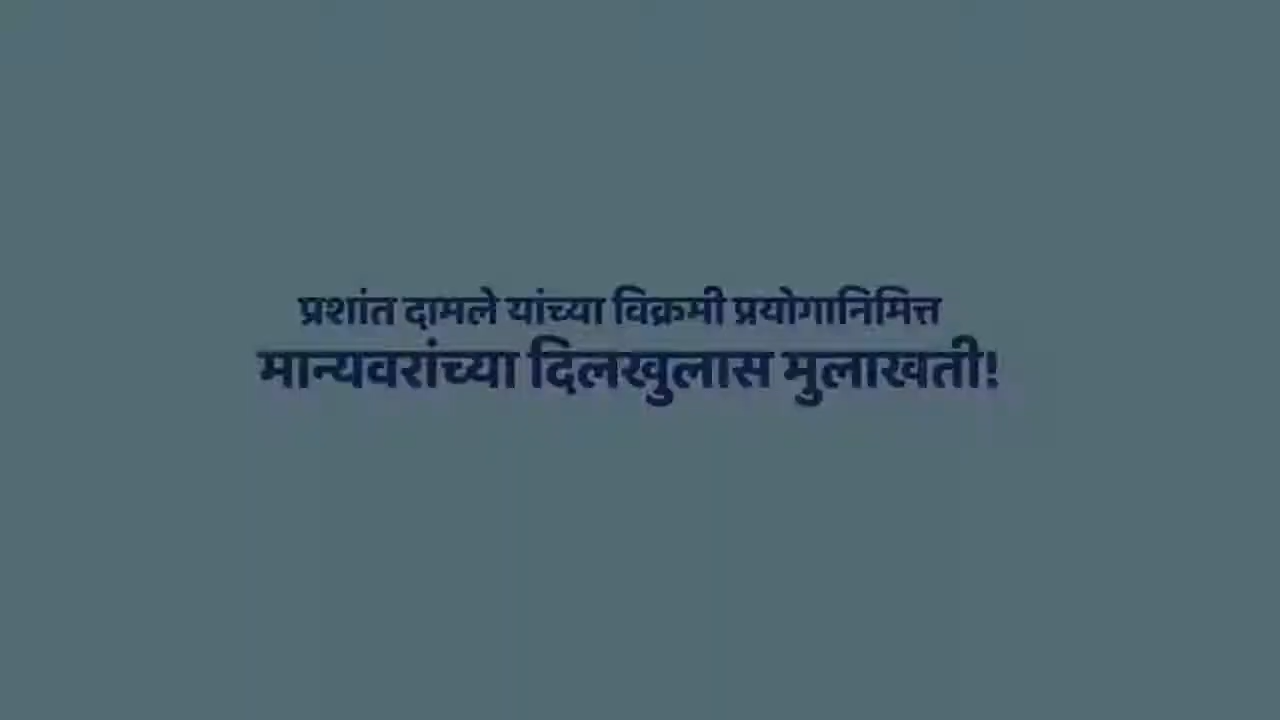 प्रशांत दामले यांच्या विक्रमी प्रयोगानिमित्त
मान्यवरांच्या दिलखुलास मुलाखती!